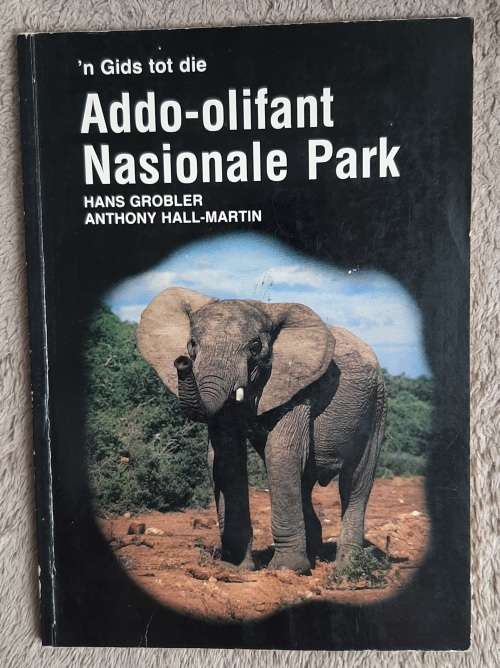 'n Gids tot die
Addo-olifant
Nasionale Park
HANS GROBLER
ANTHONY HALL-MARTIN